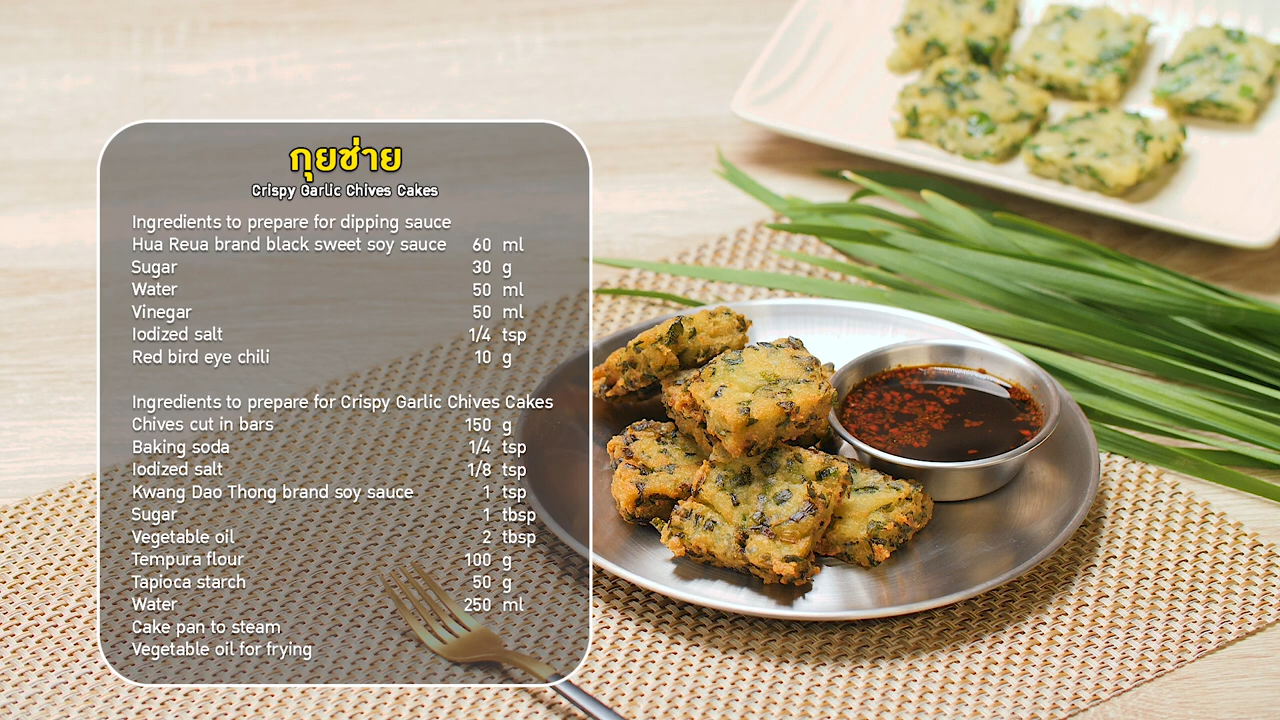 กุยช่าย
Crispy Garlic Chives Cakes
Ingredients to prepare for dipping sauce
Hua Reua brand black sweet soy sauce 60 ml
Sugar 30 g
Water 50 ml
Vinegar 50 ml
Iodized salt 1/4 tsp
Red bird eye chili 10 g
Ingredients to prepare for Crispy Garlic Chives Cakes
Chives cut in bars 150 g
Baking soda 1/4 tsp
Iodized salt 1/8 tsp
Kwang Dao Thong brand soy sauce 1 tsp
Sugar 1 tbsp
Vegetable oil 2 tbsp
Tempura flour 100 g
Tapioca starch 50 g
Water 250 ml
Cake pan to steam
Vegetable oil for frying